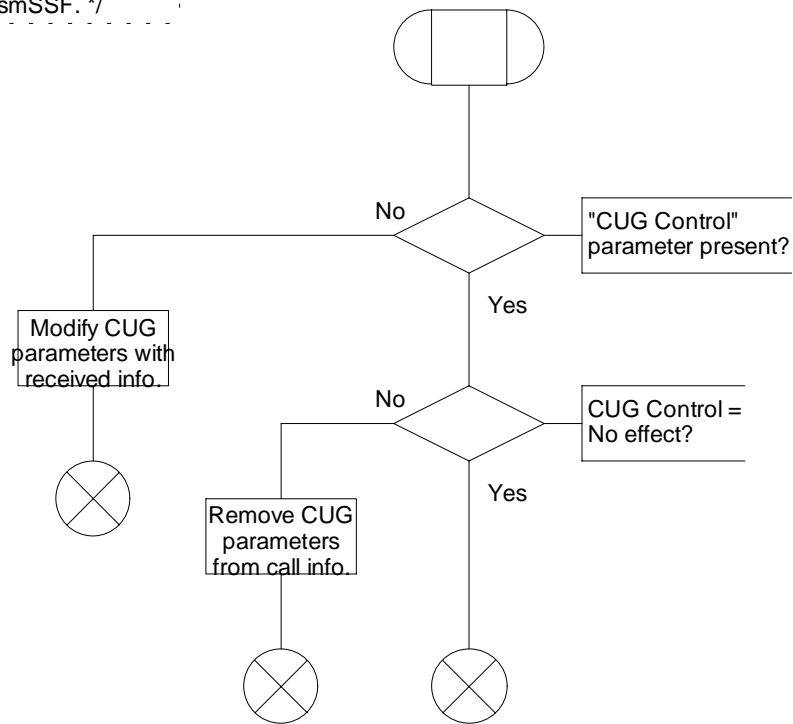 smSSF. */
No
"CUG Control"
parameter present?
Yes
Modify CUG
parameters with
received info.
No
CUG Control =
No effect?
Yes
Remove CUG
parameters
from call info.